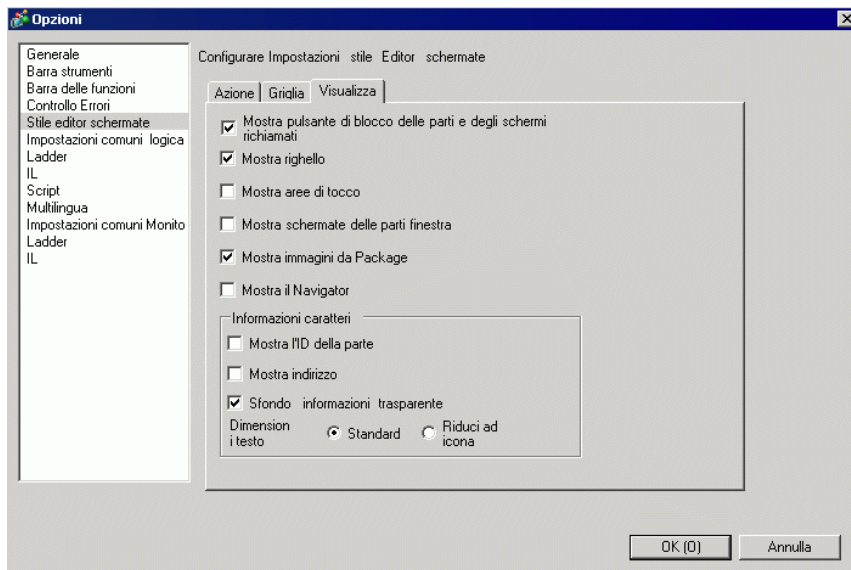 Opzioni
Generale
Barra strumenti
Barra delle funzioni
Controllo Errori
Stile editor schermate
Impostazioni comuni logica
Ladder
IL
Script
Multilingua
Impostazioni comuni Monito
Ladder
IL
Configurare Impostazioni stile Editor schermate
Azione Griglia Visualizza
Mostra pulsante di blocco delle parti e degli schermi
richiamati
Mostra righello
Mostra aree di tocco
Mostra schermate delle parti finestra
Mostra immagini da Package
Mostra il Navigator
Informazioni caratteri
Mostra l'ID della parte
Mostra indirizzo
Sfondo informazioni trasparente
Dimension
i testo
Standard
Riduci ad
icona
OK (O)
Annulla